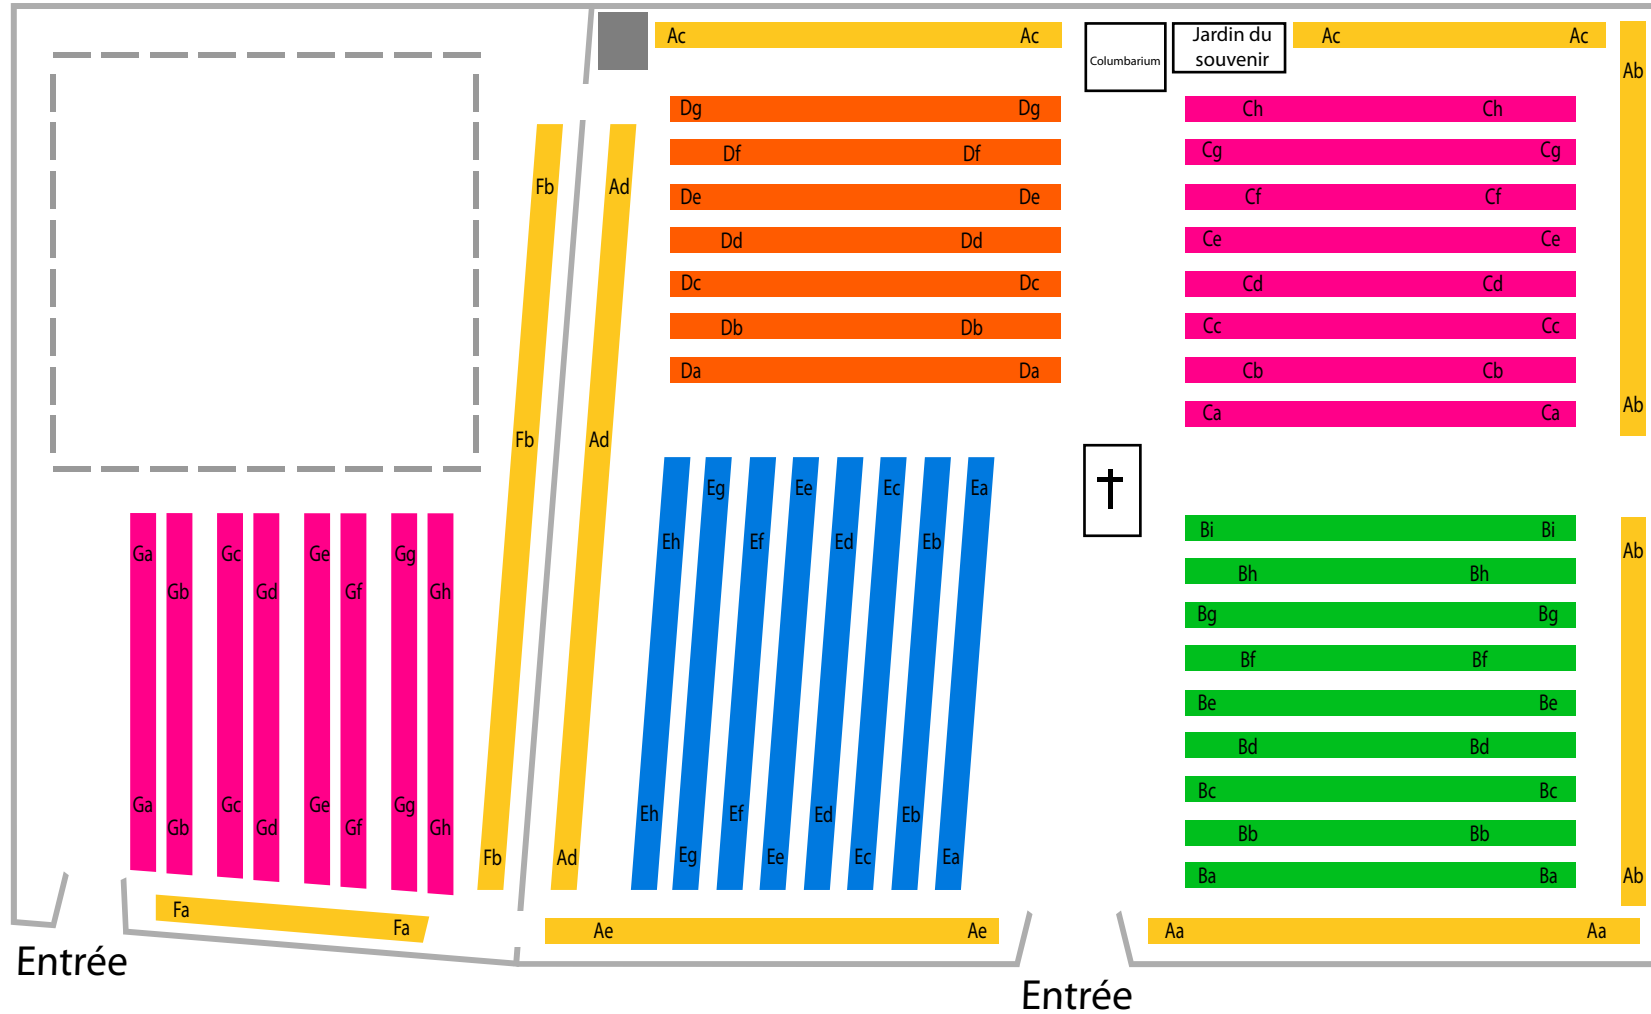 Ac Ac
Columbarium
Jardin du
souvenir
Ac Ac
Ab
Dg Dg
Ch Ch
Df Df
Cg Cg
Fb Ad
De De
Cf Cf
Dd Dd
Ce Ce
Dc Dc
Cd Cd
Db Db
Cc Cc
Da Da
Cb Cb
Ab
Ca Ca
Fb Ad
Eg Ee Ec Ea
Eh Ef Ed Eb
Bi Bi
Ab
Ga Gc Ge Gg
Gb Gd Gf Gh
Bh Bh
Bg Bg
Bf Bf
Be Be
Bd Bd
Bc Bc
Ga Gc Ge Gg
Gb Gd Gf Gh
Eh Ef Ed Eb
Bb Bb
Fb Ad
Eg Ee Ec Ea
Ba Ba
Ab
Fa Fa
Ae Ae
Aa Aa
Entrée
Entrée